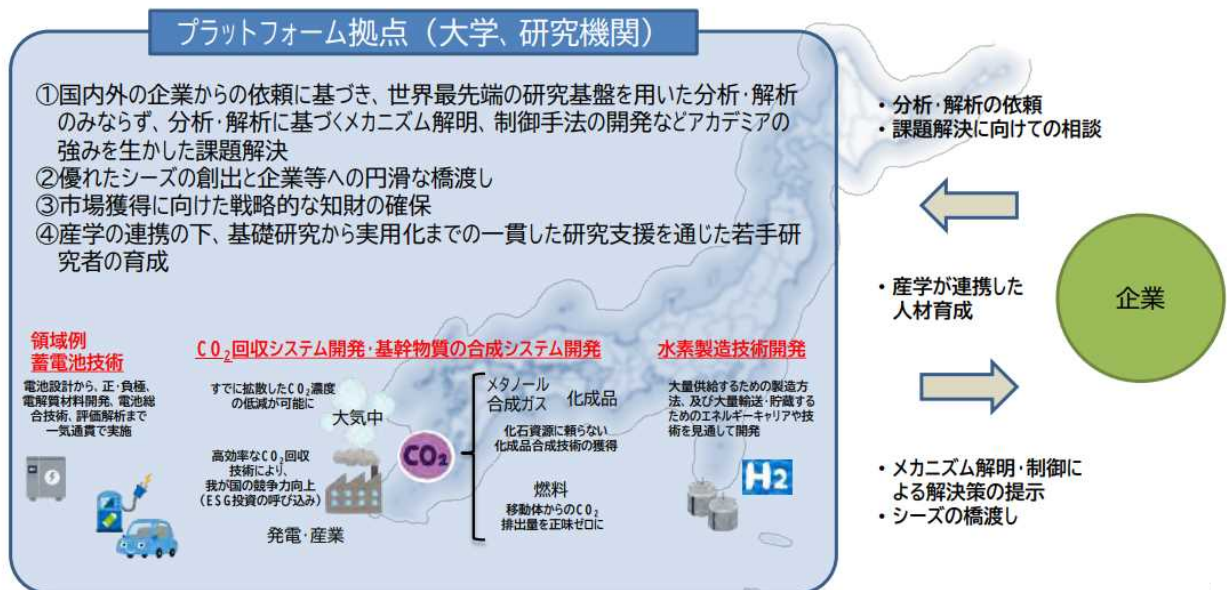 プラットフォーム拠点（大学、研究機関）
①国内外の企業からの依頼に基づき、世界最先端の研究基盤を用いた分析・解析
のみならず、分析・解析に基づくメカニズム解明、制御手法の開発などアカデミアの
強みを生かした課題解決
②優れたシーズの創出と企業等への円滑な橋渡し
③市場獲得に向けた戦略的な知財の確保
④産学の連携の下、基礎研究から実用化までの一貫した研究支援を通じた若手研
究者の育成
領域例
蓄電池技術
電池設計から、正・負極、
電解質材料開発、電池総
合技術、評価解析まで
一気通貫で実施
CO₂回収システム開発・基幹物質の合成システム開発
すでに拡散したCO₂濃度
の低減が可能に
大気中
高効率なCO₂回収
技術により、
我が国の競争力向上
（ESG投資の呼び込み）
発電・産業
CO₂
メタノール
合成ガス
化成品
化石資源に頼らない
化成品合成技術の獲得
燃料
移動体からのCO₂
排出量を正味ゼロに
水素製造技術開発
大量供給するための製造方
法、及び大量輸送・貯蔵する
ためのエネルギーキャリアや技
術を見通して開発
H2
・分析・解析の依頼
・課題解決に向けての相談
・産学が連携した
人材育成
企業
・メカニズム解明・制御に
よる解決策の提示
・シーズの橋渡し